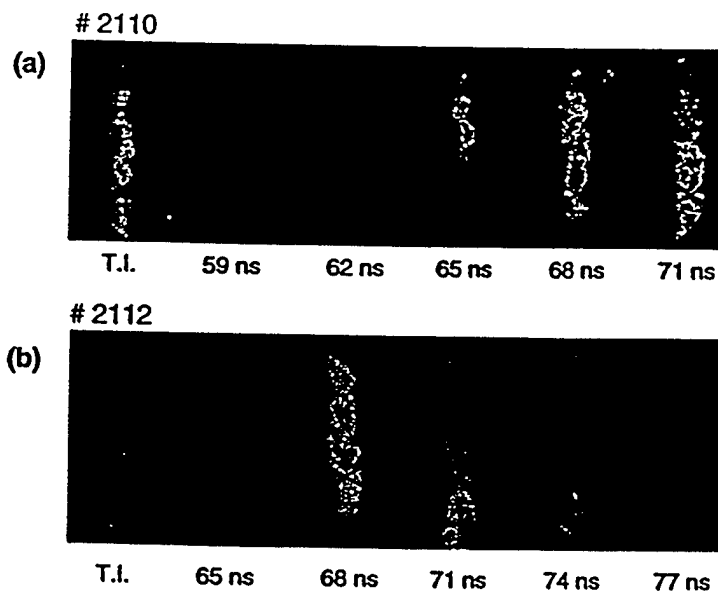 # 2110
(a)
T.I. 59 ns 62 ns 65 ns 68 ns 71 ns
# 2112
(b)
T.I. 65 ns 68 ns 71 ns 74 ns 77 ns